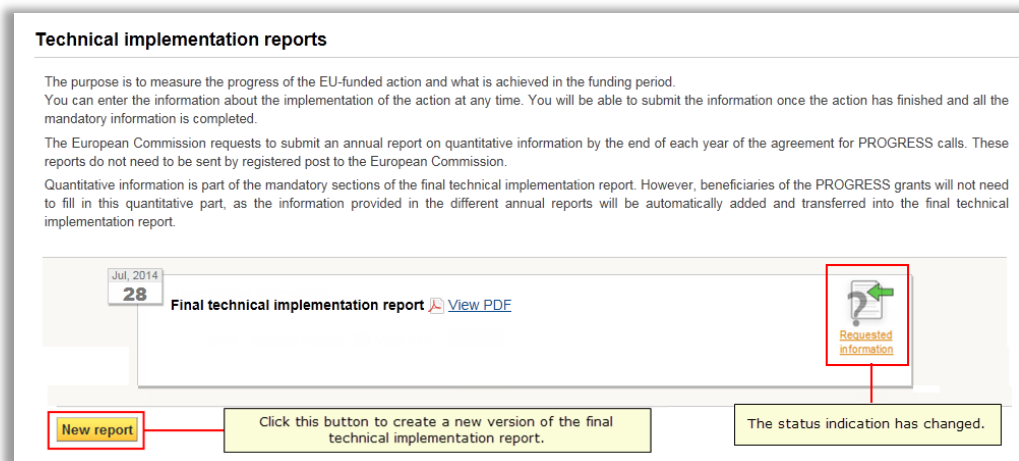 Technical implementation reports
The purpose is to measure the progress of the EU-funded action and what is achieved in the funding period.
You can enter the information about the implementation of the action at any time. You will be able to submit the information once the action has finished and all the
mandatory information is completed.
The European Commission requests to submit an annual report on quantitative information by the end of each year of the agreement for PROGRESS calls. These
reports do not need to be sent by registered post to the European Commission.
Quantitative information is part of the mandatory sections of the final technical implementation report. However, beneficiaries of the PROGRESS grants will not need
to fill in this quantitative part, as the information provided in the different annual reports will be automatically added and transferred into the final technical
implementation report.
Jul, 2014
28
Final technical implementation report View PDF
Requested
information
New report
Click this button to create a new version of the final
technical implementation report.
The status indication has changed.